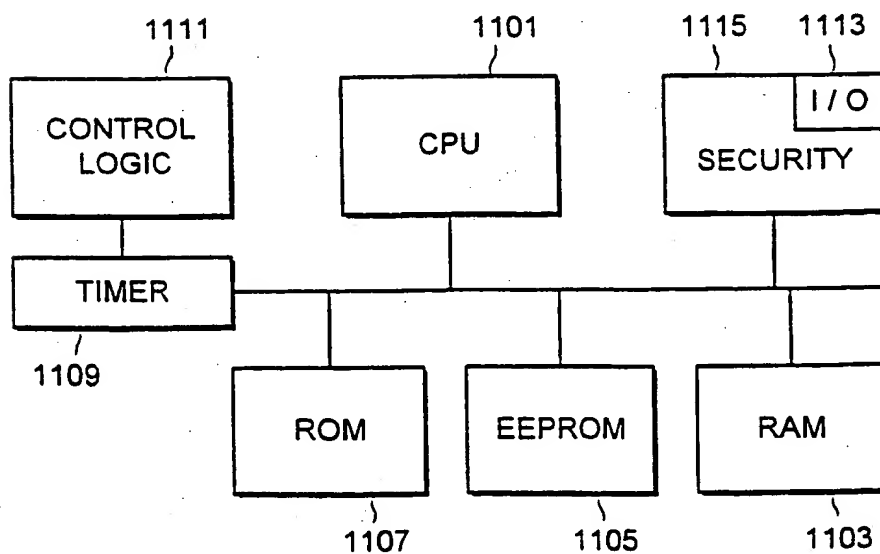 1111
1101
1115
1113
CONTROL
LOGIC
CPU
I / O
SECURITY
TIMER
1109
ROM
EEPROM
RAM
1107
1105
1103